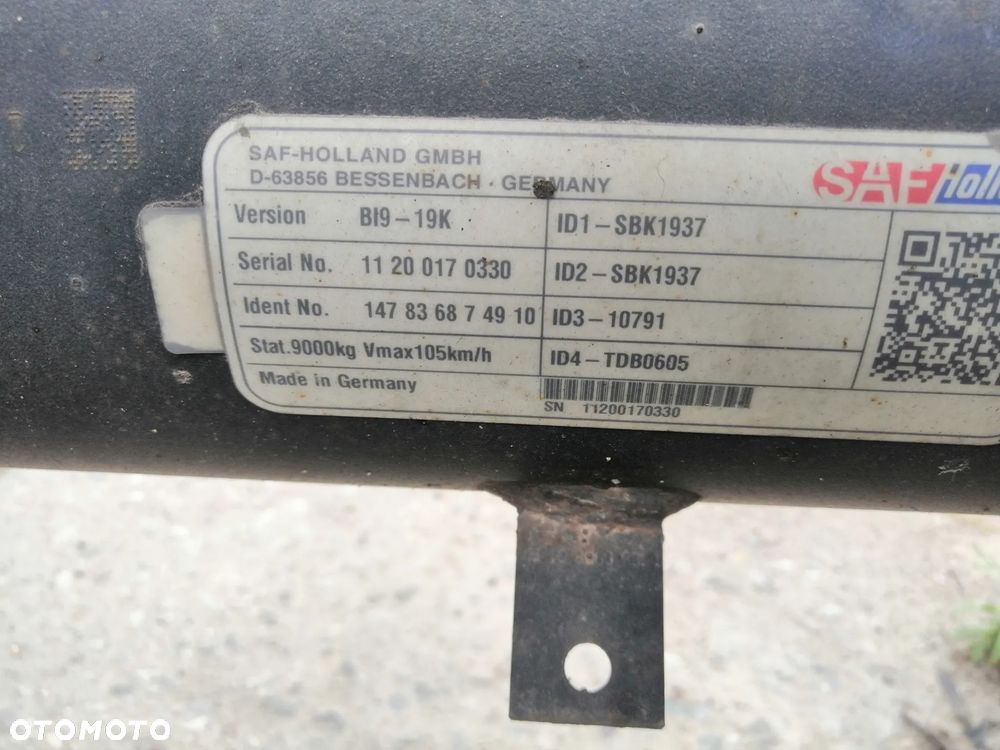 SAF-HOLLAND GMBH
D-63856 BESSENBACH · GERMANY
SAF Holl
Version BI9-19K ID1-SBK1937
Serial No. 11 20 017 0330 ID2-SBK1937
Ident No. 147 83 68 7 49 10 ID3-10791
Stat.9000kg Vmax105km/h ID4-TDB0605
Made in Germany
SN 11200170330
OTOMOTO